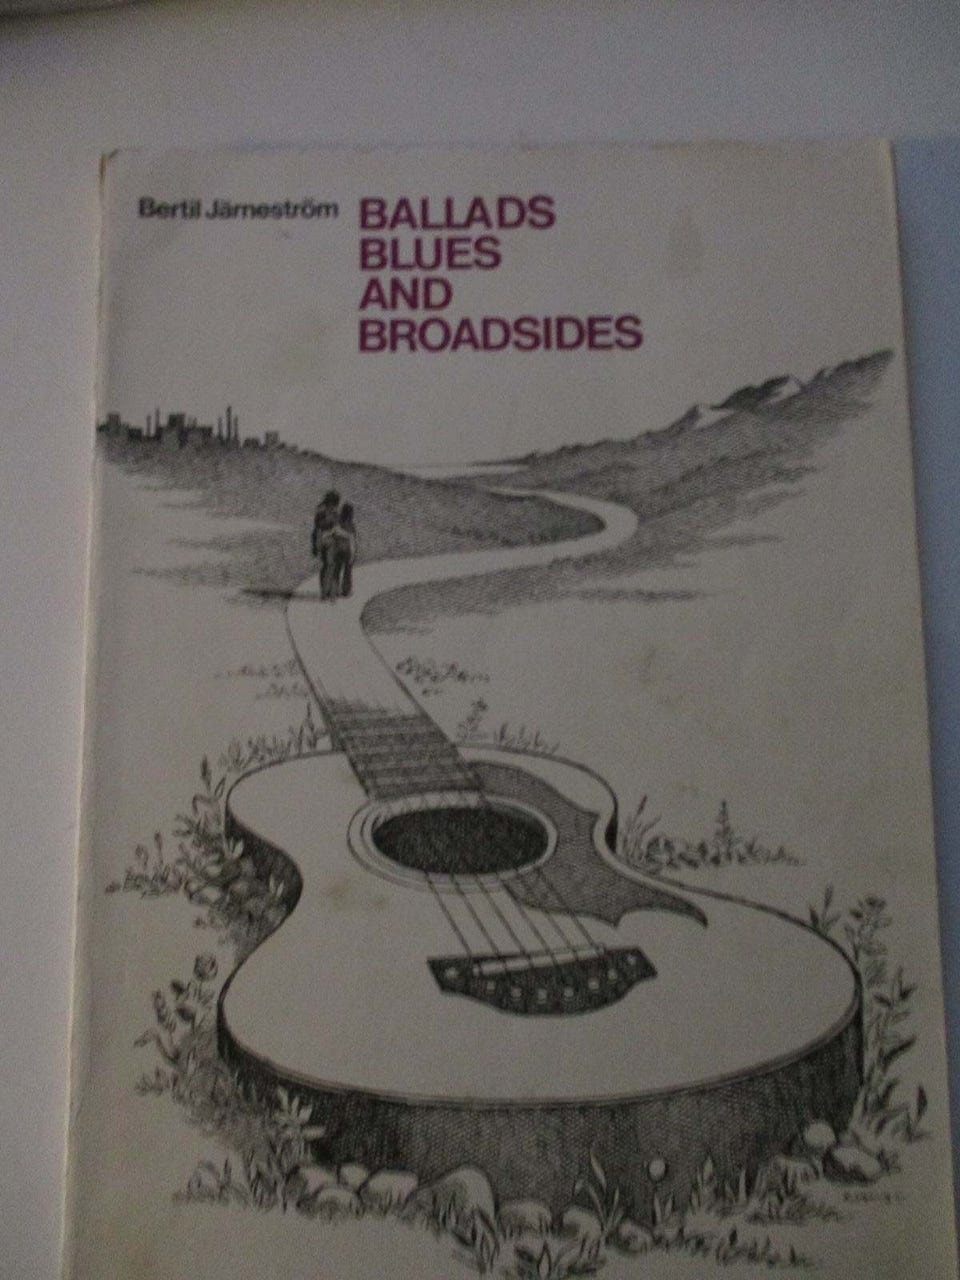 Bertil Järneström
BALLADS
BLUES
AND
BROADSIDES